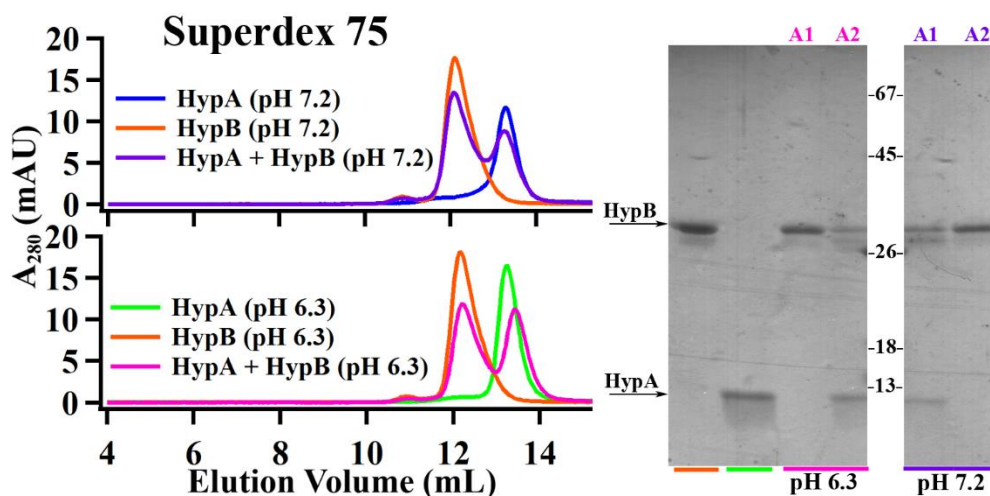 Superdex 75
20
15
10
5
0
HypA (pH 7.2)
HypB (pH 7.2)
HypA + HypB (pH 7.2)
A280 (mAU)
20
15
10
5
0
HypA (pH 6.3)
HypB (pH 6.3)
HypA + HypB (pH 6.3)
4 6 8 10 12 14
Elution Volume (mL)
A1 A2 A1 A2
-67-
-45-
HypB
-26-
-18-
HypA
-13-
pH 6.3 pH 7.2